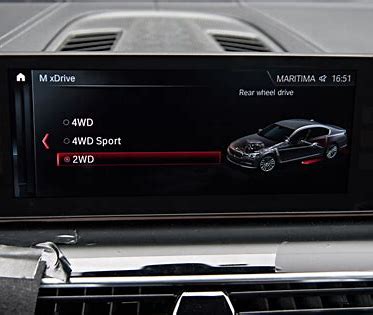 M xDrive
MARITIMA 16:51
Rear wheel drive
4WD
4WD Sport
2WD